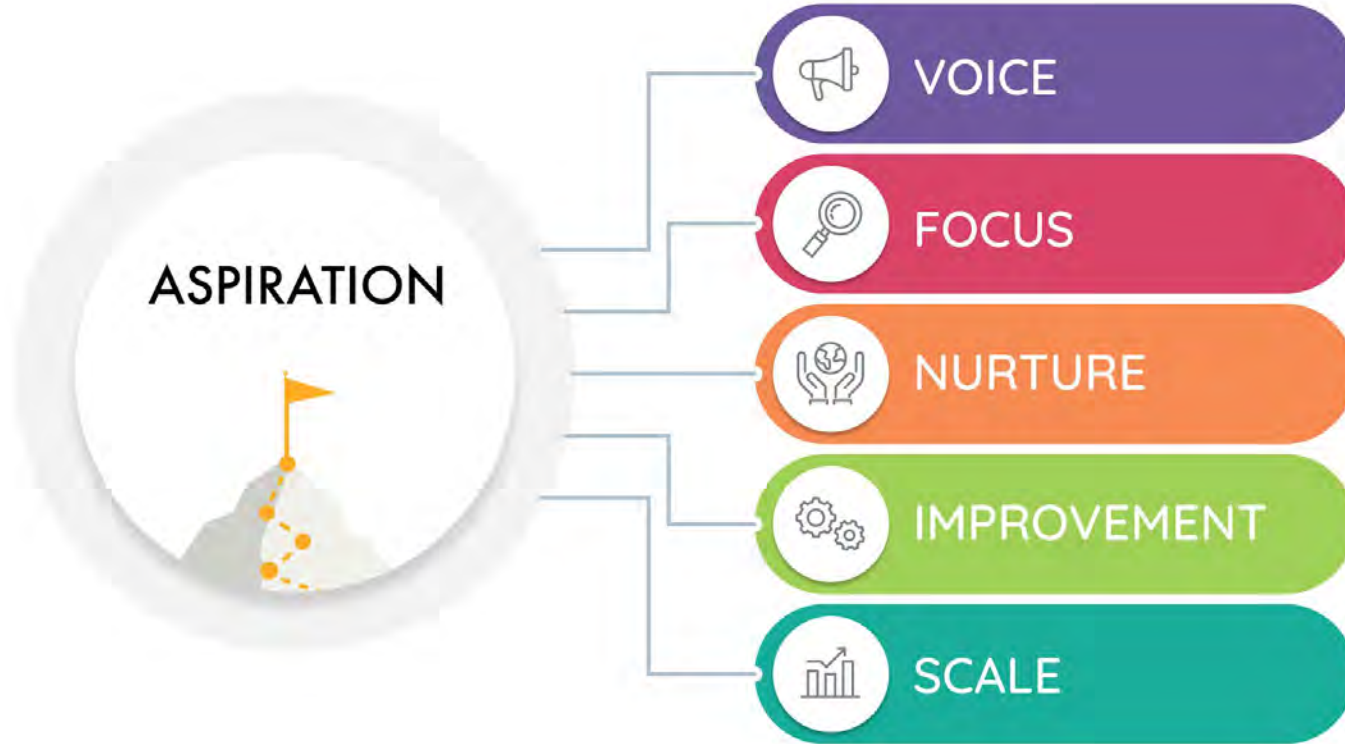 ASPIRATION
VOICE
FOCUS
NURTURE
IMPROVEMENT
SCALE